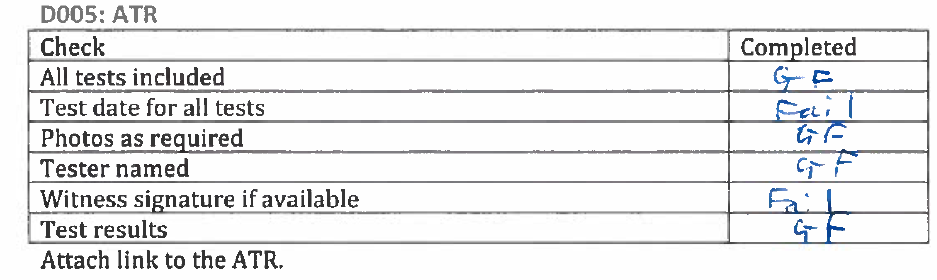 D005: ATR
Check Completed
All tests included GF
Test date for all tests Fail
Photos as required GF
Tester named GF
Witness signature if available Fail
Test results GF
Attach link to the ATR.